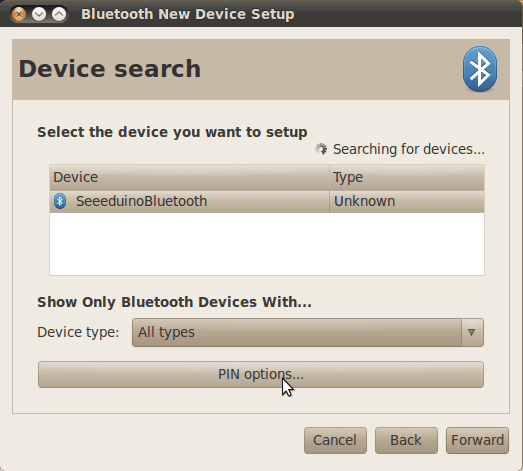 Bluetooth New Device Setup
Device search
Select the device you want to setup
Searching for devices...
Device Type
SeeeduinoBluetooth Unknown
Show Only Bluetooth Devices With...
Device type: All types
PIN options...
Cancel Back Forward